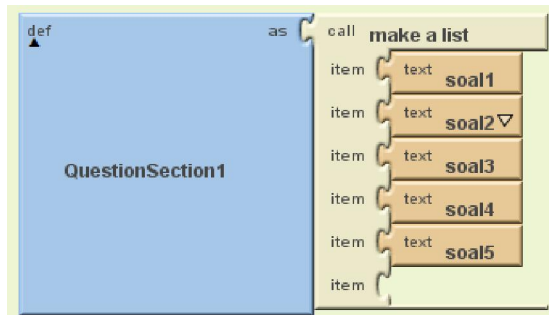 def as call make a list
item text soal1
item text soal2
QuestionSection1
item text soal3
item text soal4
item text soal5
item